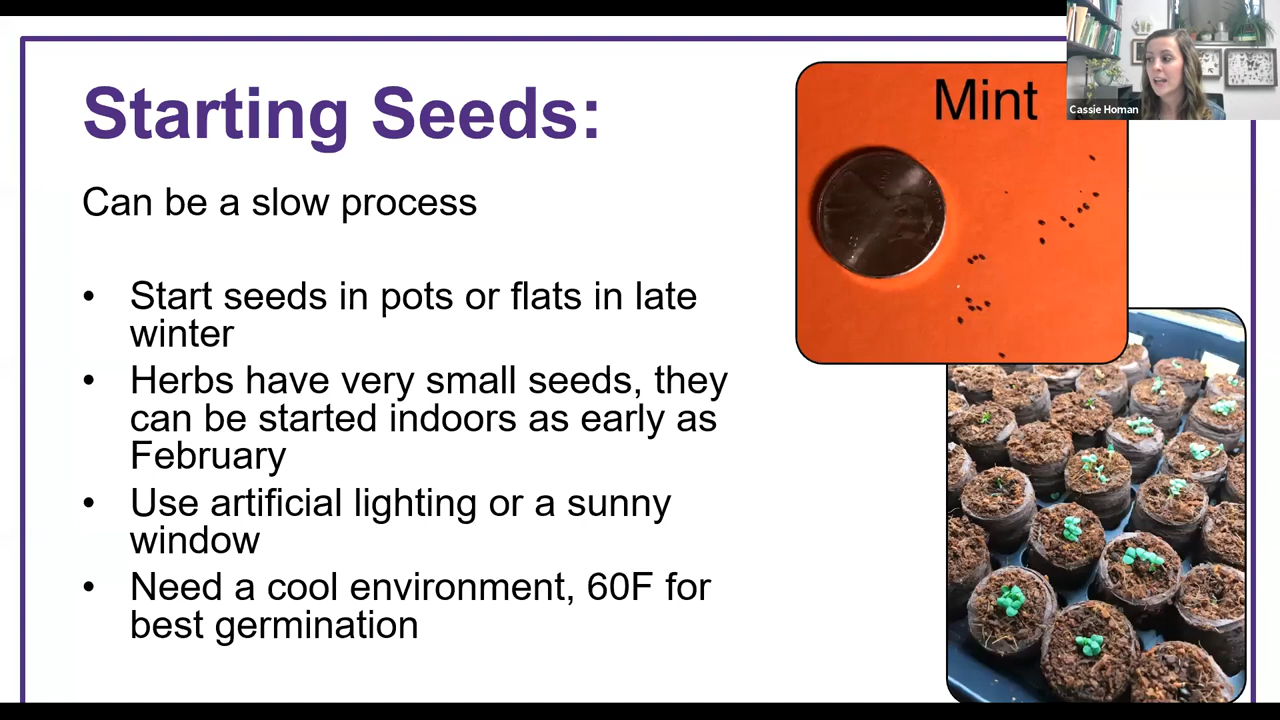 Starting Seeds:
Can be a slow process
• Start seeds in pots or flats in late
winter
• Herbs have very small seeds, they
can be started indoors as early as
February
• Use artificial lighting or a sunny
window
• Need a cool environment, 60F for
best germination
Mint
Cassie Homan